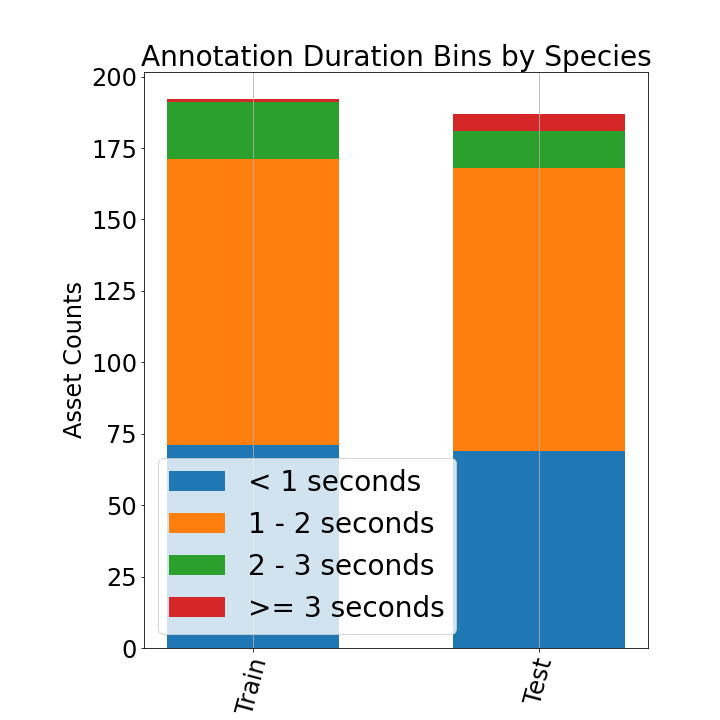 Annotation Duration Bins by Species
200
175
150
125
100
75
50
25
0
Asset Counts
< 1 seconds
1 - 2 seconds
2 - 3 seconds
>= 3 seconds
Train
Test